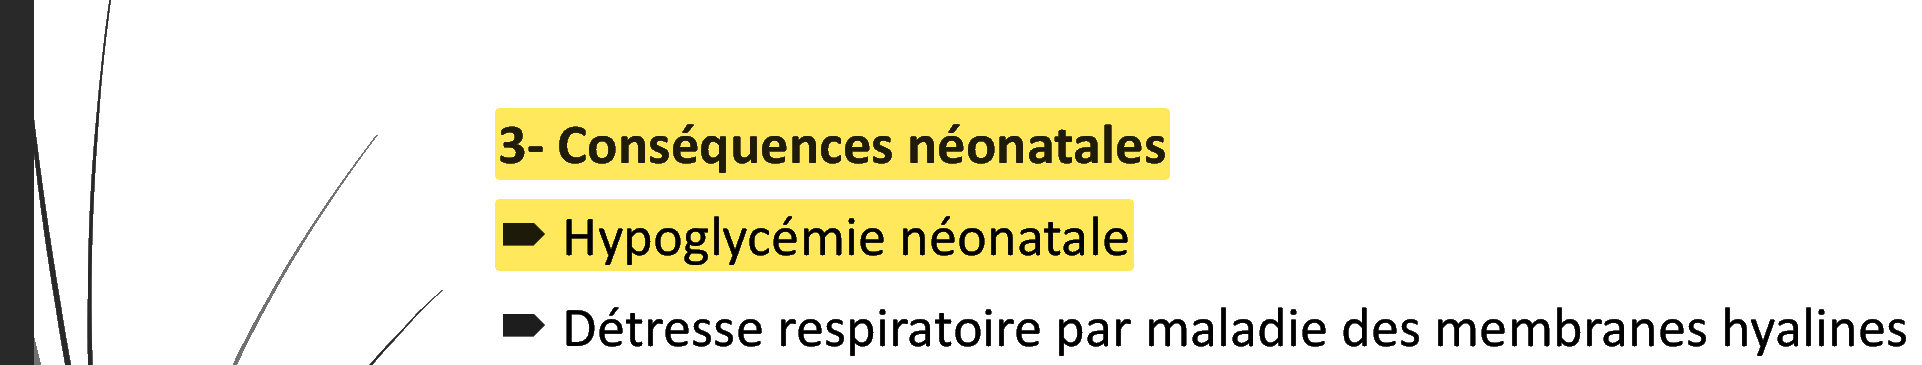 3- Conséquences néonatales
Hypoglycémie néonatale
Détresse respiratoire par maladie des membranes hyalines